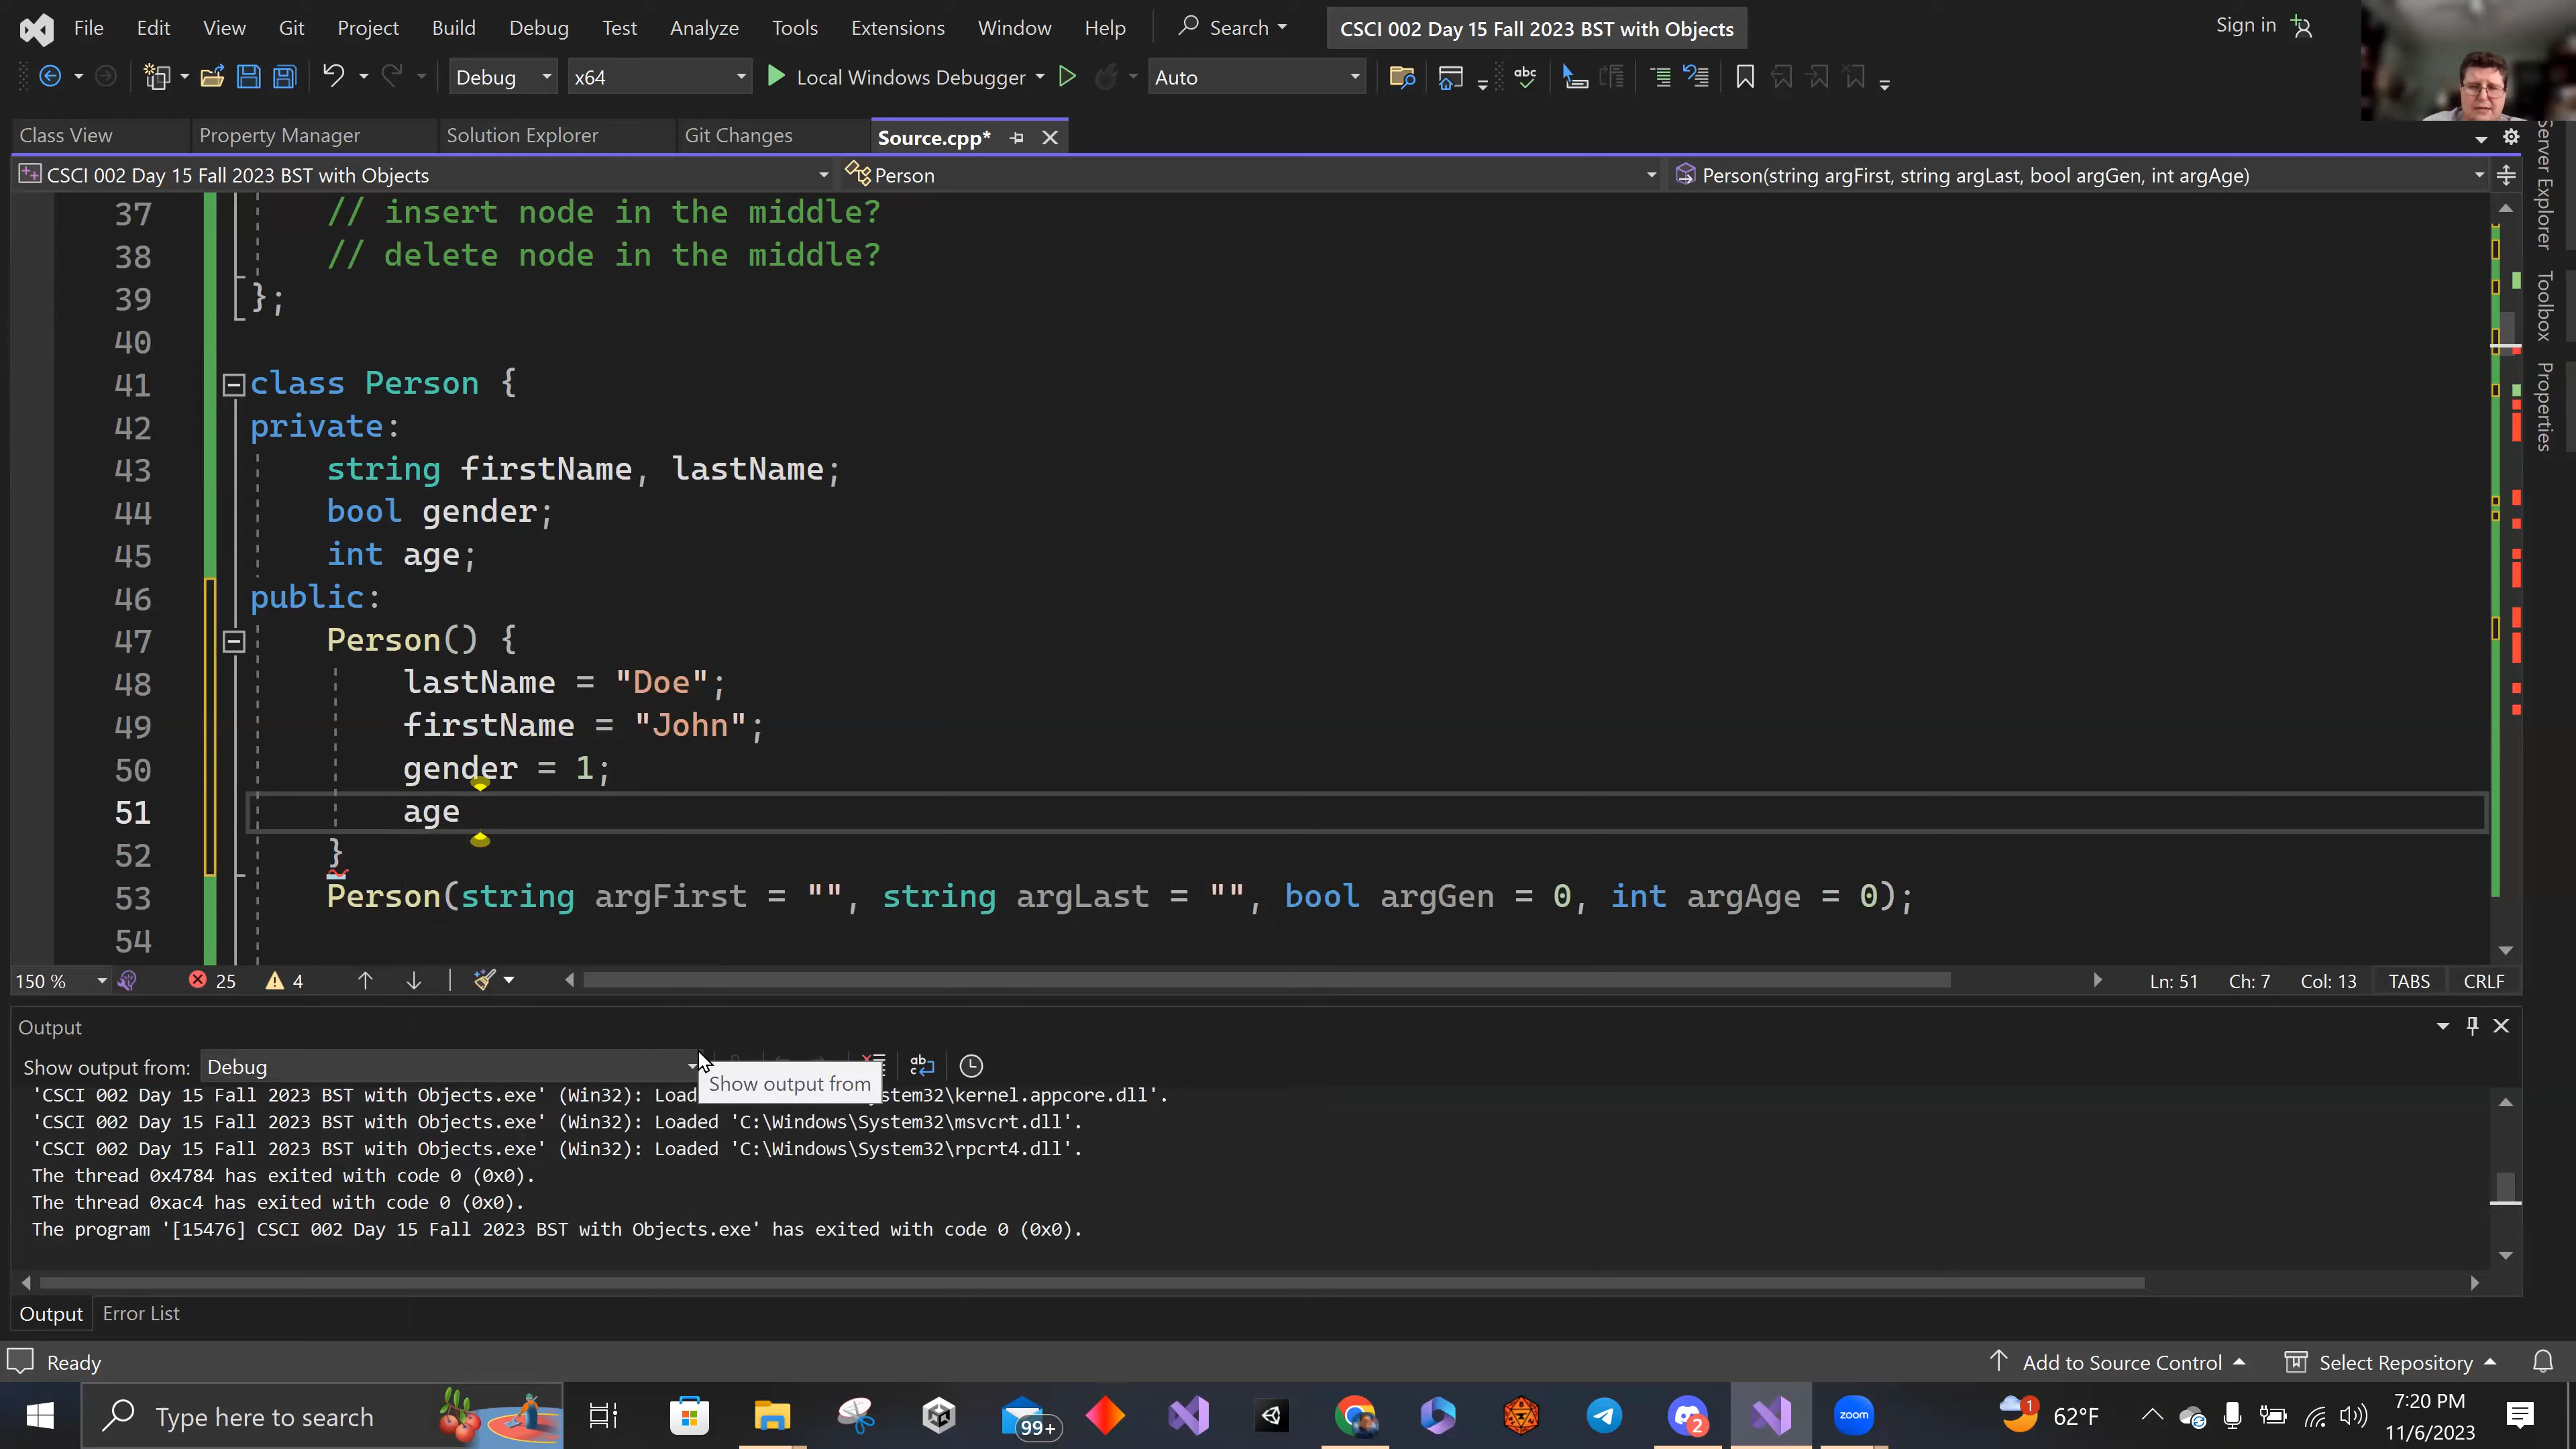 File Edit View Git Project Build Debug Test Analyze Tools Extensions Window Help Search CSCI 002 Day 15 Fall 2023 BST with Objects Sign in
Debug x64 Local Windows Debugger Auto
Class View Property Manager Solution Explorer Git Changes Source.cpp*
CSCI 002 Day 15 Fall 2023 BST with Objects Person Person(string argFirst, string argLast, bool argGen, int argAge)
37 // insert node in the middle?
38 // delete node in the middle?
39 };
40
41 class Person {
42 private:
43 string firstName, lastName;
44 bool gender;
45 int age;
46 public:
47 Person() {
48 lastName = "Doe";
49 firstName = "John";
50 gender = 1;
51 age
52 }
53 Person(string argFirst = "", string argLast = "", bool argGen = 0, int argAge = 0);
54
Server Explorer
Toolbox
Properties
150 % 25 4 Ln: 51 Ch: 7 Col: 13 TABS CRLF
Output
Show output from: Debug
Show output from
'CSCI 002 Day 15 Fall 2023 BST with Objects.exe' (Win32): Load stem32\kernel.appcore.dll'.
'CSCI 002 Day 15 Fall 2023 BST with Objects.exe' (Win32): Loaded 'C:\Windows\System32\msvcrt.dll'.
'CSCI 002 Day 15 Fall 2023 BST with Objects.exe' (Win32): Loaded 'C:\Windows\System32\rpcrt4.dll'.
The thread 0x4784 has exited with code 0 (0x0).
The thread 0xac4 has exited with code 0 (0x0).
The program '[15476] CSCI 002 Day 15 Fall 2023 BST with Objects.exe' has exited with code 0 (0x0).
Output Error List
Ready Add to Source Control Select Repository
Type here to search 99+ 2 zoom 1 62°F 7:20 PM
11/6/2023